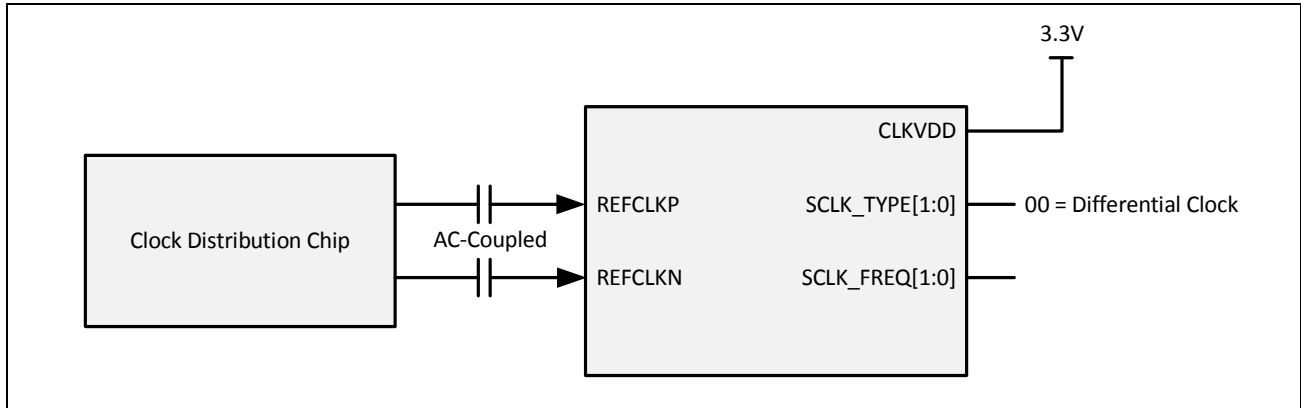 3.3V
CLKVDD
REFCLKP
SCLK_TYPE[1:0]
00 = Differential Clock
Clock Distribution Chip
AC-Coupled
REFCLKN
SCLK_FREQ[1:0]